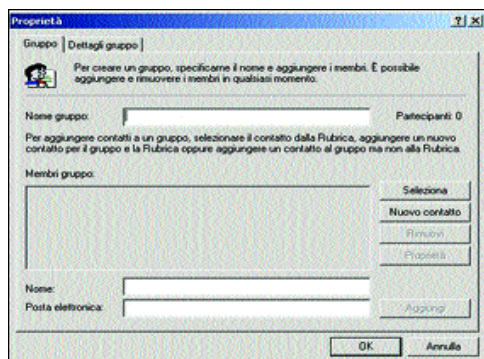 Proprietà
Gruppo Dettagli gruppo
Per creare un gruppo, specificarne il nome e aggiungere i membri. È possibile
aggiungere e rimuovere i membri in qualsiasi momento.
Nome gruppo: Partecipanti: 0
Per aggiungere contatti a un gruppo, selezionare il contatto dalla Rubrica, aggiungere un nuovo
contatto per il gruppo e la Rubrica oppure aggiungere un contatto al gruppo ma non alla Rubrica.
Membri gruppo:
Seleziona
Nuovo contatto
Rimuovi
Proprietà
Nome:
Posta elettronica: Aggiungi
OK Annulla